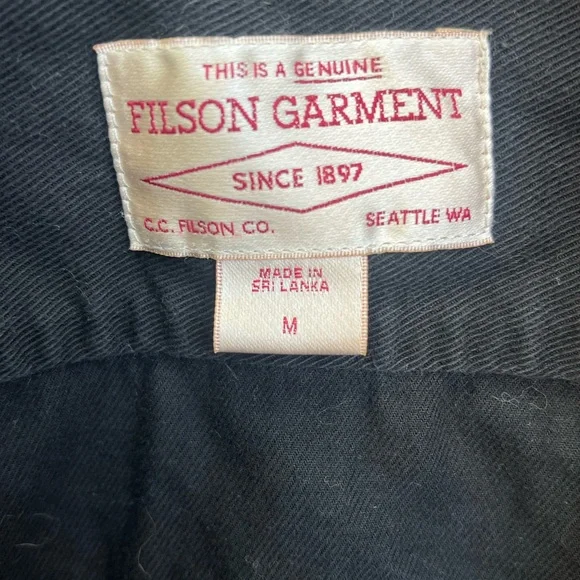 THIS IS A GENUINE
FILSON GARMENT
SINCE 1897
C.C. FILSON CO. SEATTLE WA
MADE IN
SRI LANKA
M